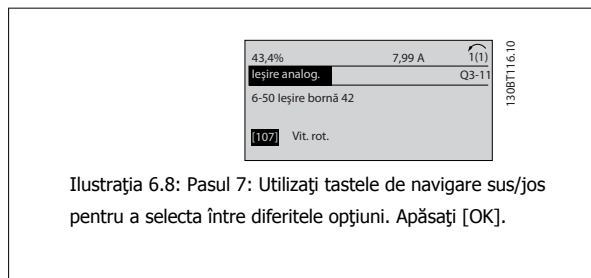 43,4% 7,99 A 1(1)
Ieşire analog. Q3-11
6-50 Ieşire bornă 42
[107] Vit. rot.
130BT116.10
Ilustraţia 6.8: Pasul 7: Utilizaţi tastele de navigare sus/jos
pentru a selecta între diferitele opţiuni. Apăsaţi [OK].